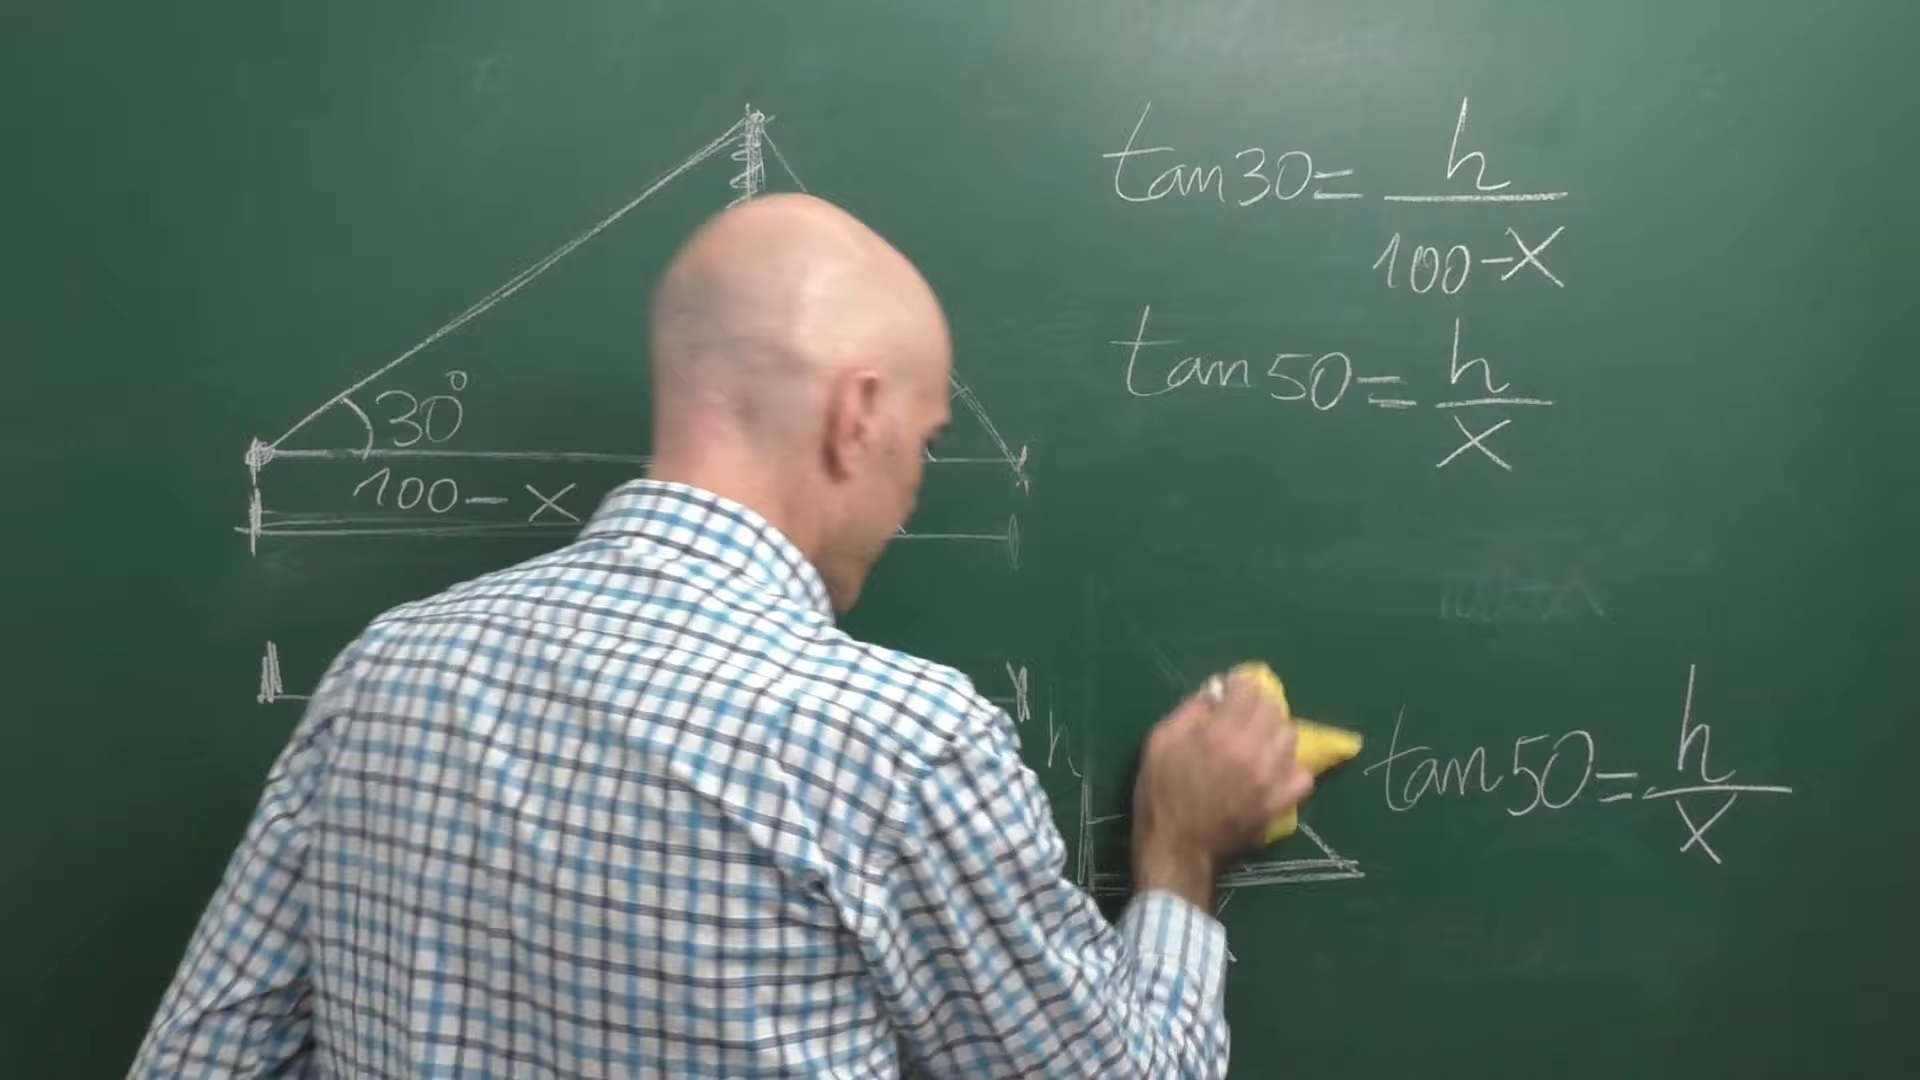 tan30= h
100-x
tan50= h
x
30°
100-x
h
tan50= h
x